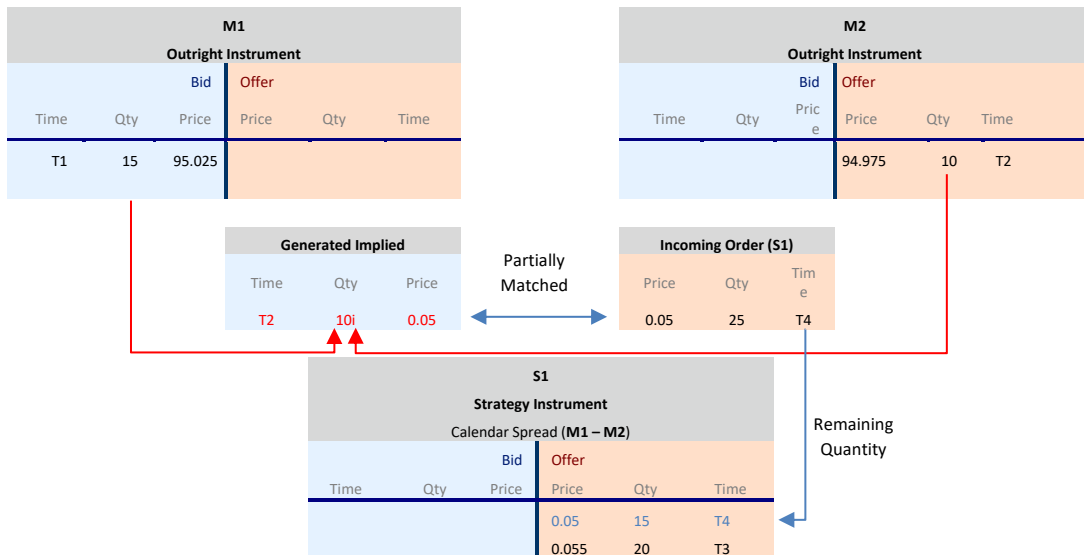 M1
Outright Instrument
Bid Offer
Time Qty Price Price Qty Time
T1 15 95.025
M2
Outright Instrument
Bid Offer
Time Qty Pric
e Price Qty Time
94.975 10 T2
Generated Implied
Time Qty Price
T2 10i 0.05
Partially
Matched
Incoming Order (S1)
Price Qty Tim
e
0.05 25 T4
S1
Strategy Instrument
Calendar Spread (M1 – M2)
Bid Offer
Time Qty Price Price Qty Time
0.05 15 T4
0.055 20 T3
Remaining
Quantity